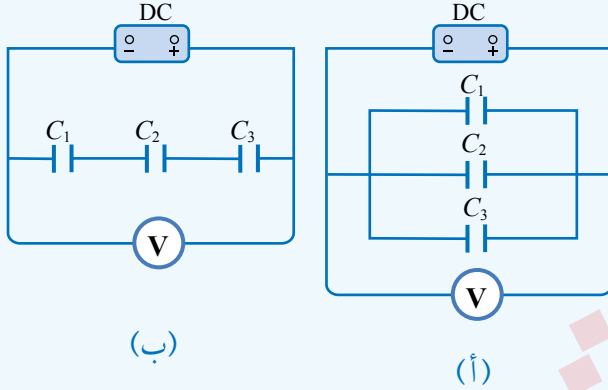 DC
- +
C₁
C₂
C₃
V
(أ)
DC
- +
C₁ C₂ C₃
V
(ب)